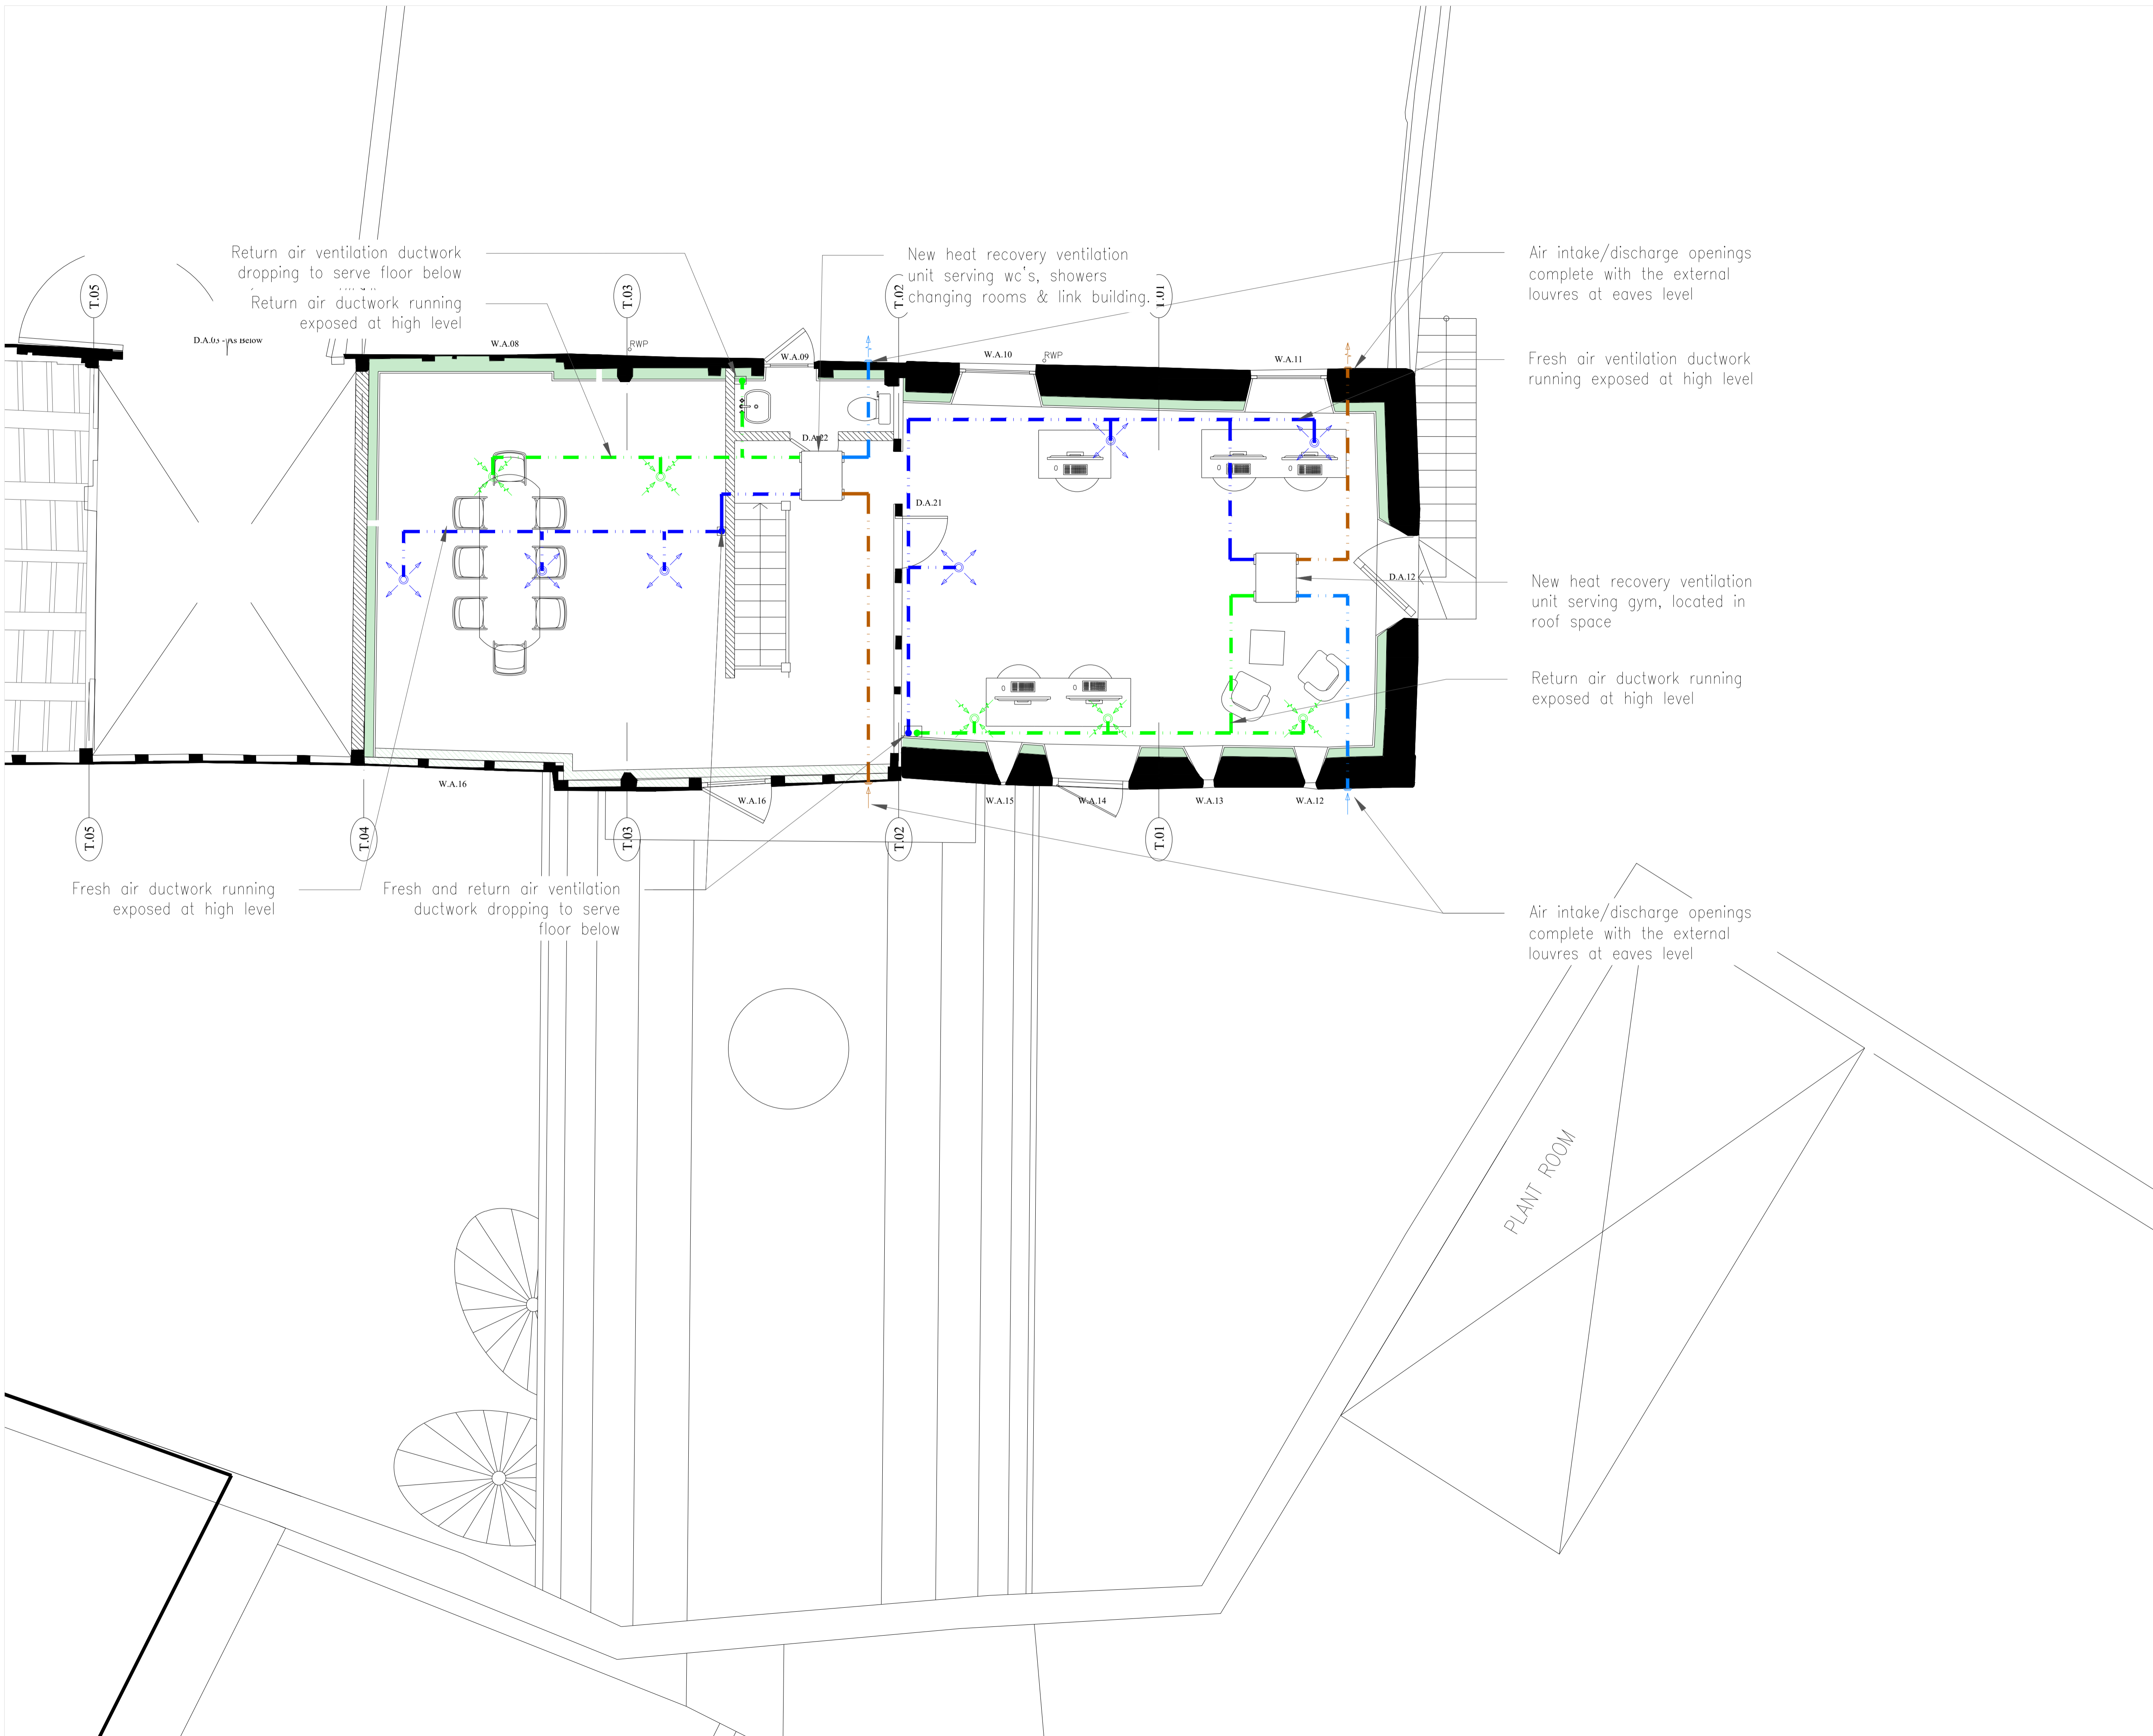 Return air ventilation ductwork
dropping to serve floor below
Return air ductwork running
exposed at high level
New heat recovery ventilation
unit serving wc's, showers
changing rooms & link building.
Air intake/discharge openings
complete with the external
louvres at eaves level
Fresh air ventilation ductwork
running exposed at high level
T.05
T.03
T.02
T.01
D.A.03 - As Below
W.A.08
RWP
W.A.09
W.A.10
RWP
W.A.11
D.A.22
D.A.21
D.A.12
New heat recovery ventilation
unit serving gym, located in
roof space
Return air ductwork running
exposed at high level
W.A.16
W.A.16
W.A.15
W.A.14
W.A.13
W.A.12
T.05
T.04
T.03
T.02
T.01
Fresh air ductwork running
exposed at high level
Fresh and return air ventilation
ductwork dropping to serve
floor below
Air intake/discharge openings
complete with the external
louvres at eaves level
PLANT ROOM